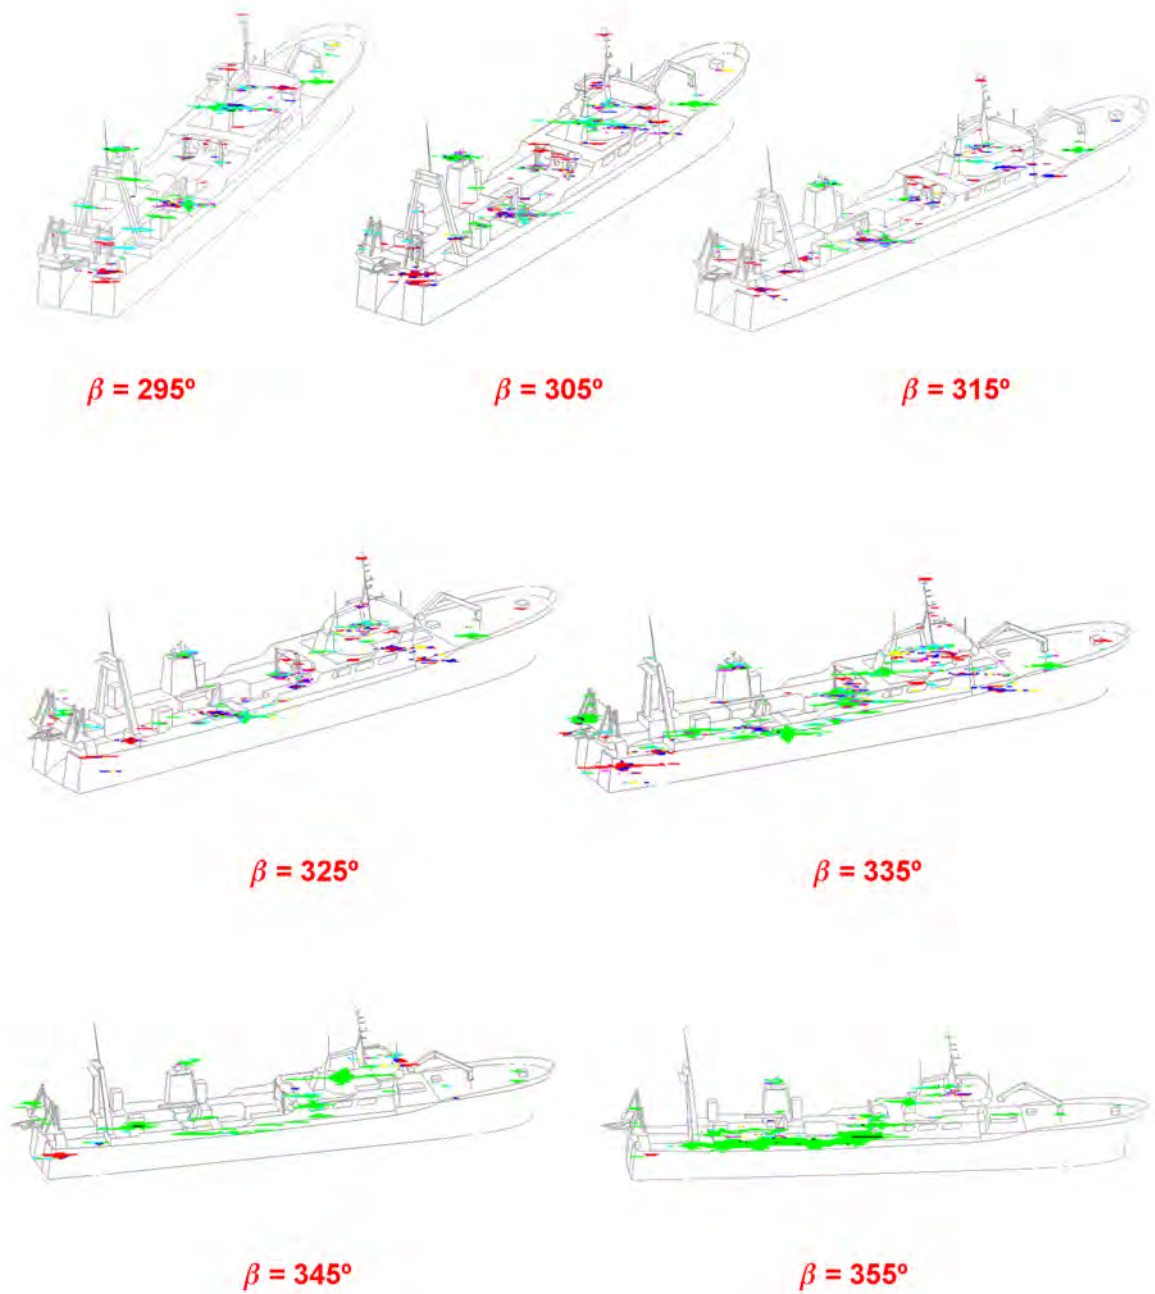 β = 295º
β = 305º
β = 315º
β = 325º
β = 335º
β = 345º
β = 355º